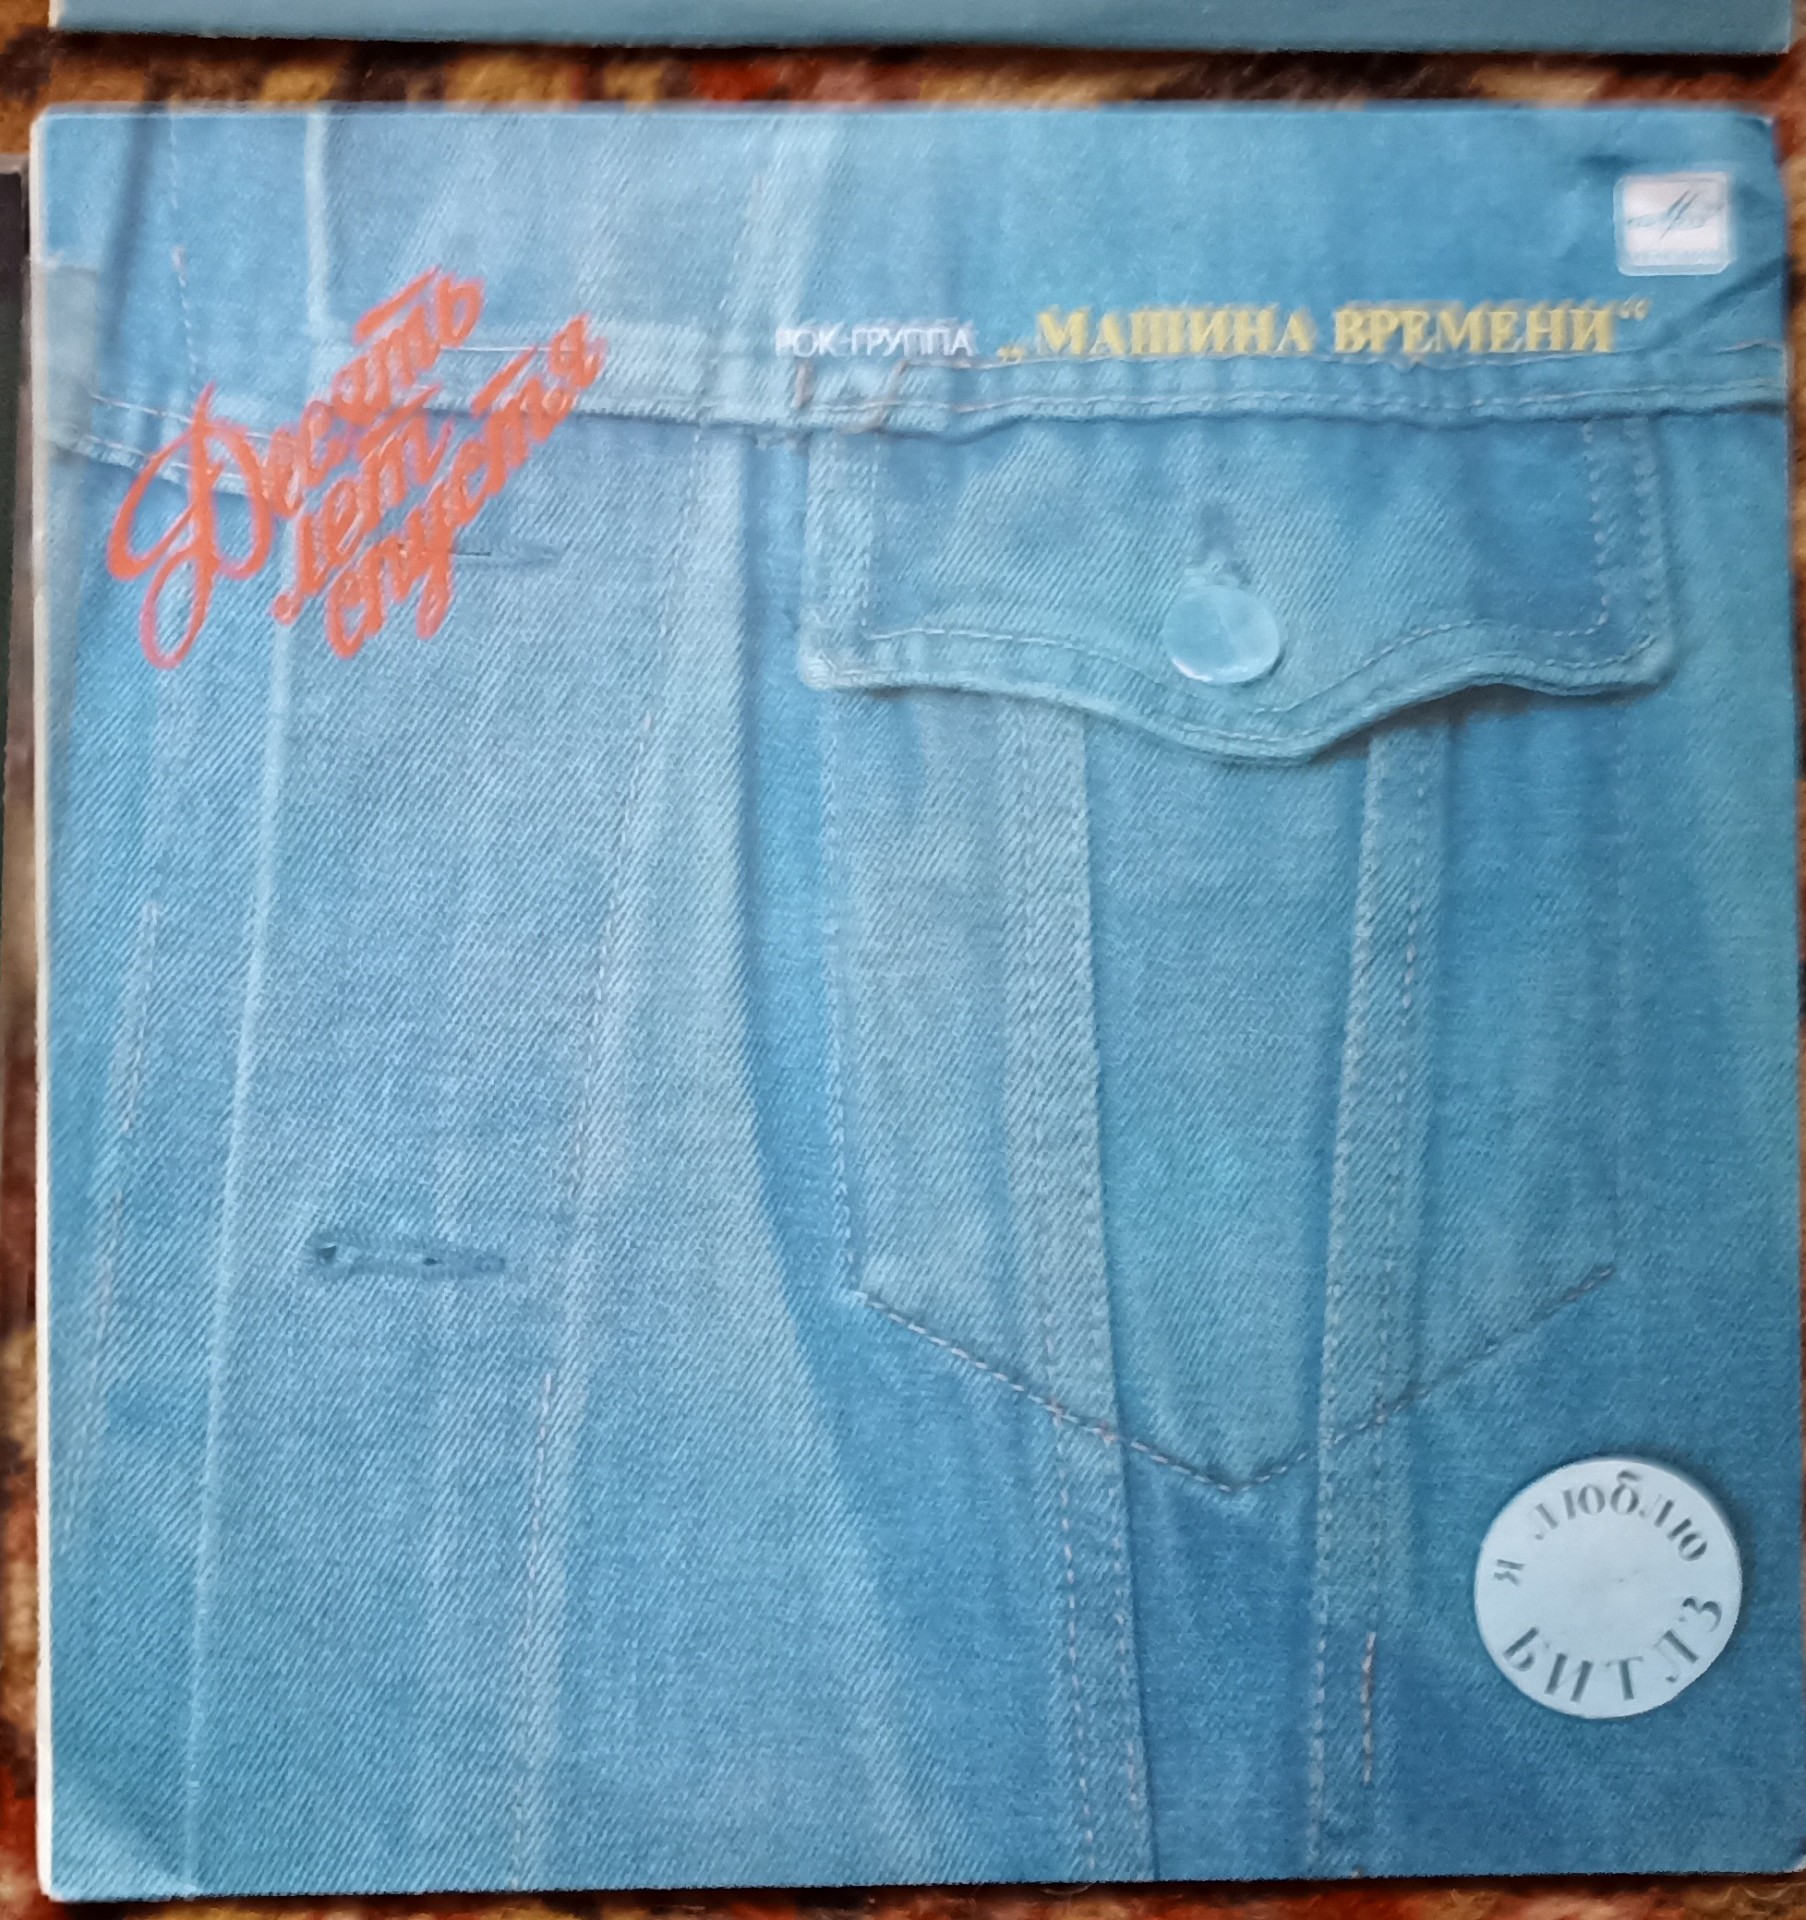 Десять
лет
спустя
РОК-ГРУППА „МАШИНА ВРЕМЕНИ“
Я ЛЮБЛЮ
БИТЛЗ